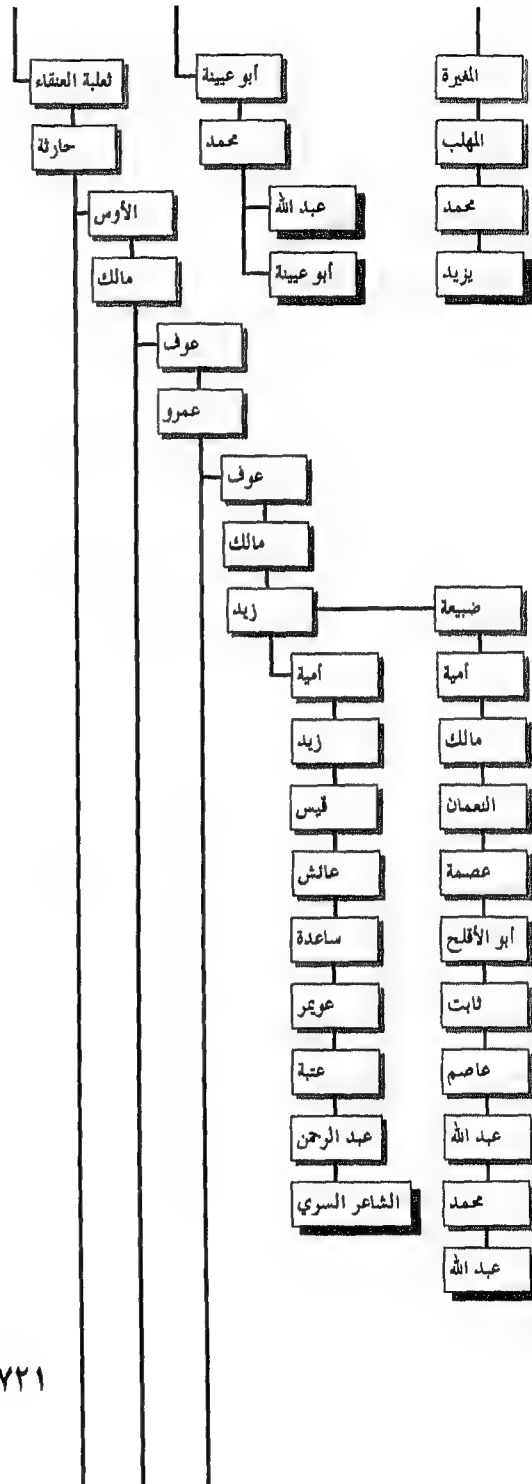 ثعلبة العنقاء
حارثة
الأوس
مالك
عوف
عمرو
عوف
مالك
زيد
أمية
زيد
قيس
عائش
ساعدة
عويمر
عتبة
عبد الرحمن
الشاعر السري
ضبيعة
أمية
مالك
النعمان
عصمة
أبو الأقلح
ثابت
عاصم
عبد الله
محمد
عبد الله
أبو عيينة
محمد
عبد الله
أبو عيينة
المغيرة
المهلب
محمد
يزيد
٧٢١